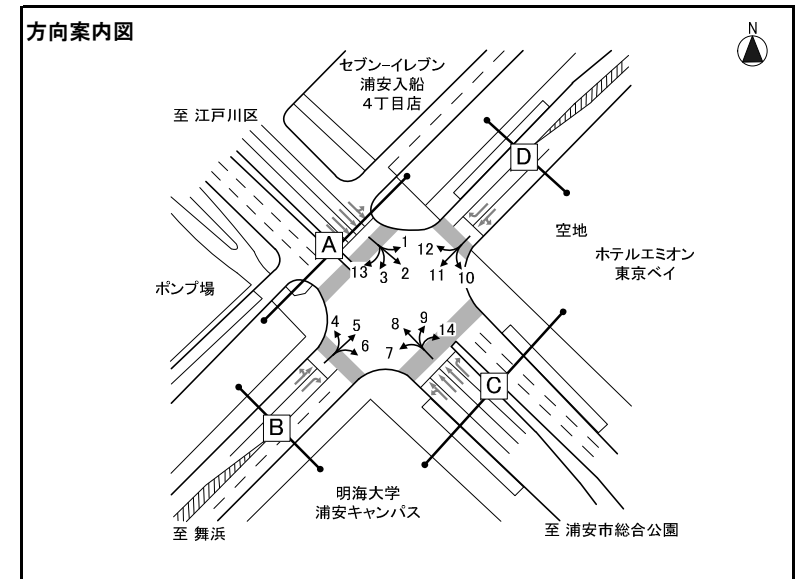 方向案内図
N
セブン-イレブン
浦安入船
4丁目店
至 江戸川区
D
空地
ホテルエミオン
東京ベイ
A
1
12
13
3
2
11
10
ポンプ場
4
5
6
8
9
14
7
C
B
明海大学
浦安キャンパス
至 舞浜
至 浦安市総合公園